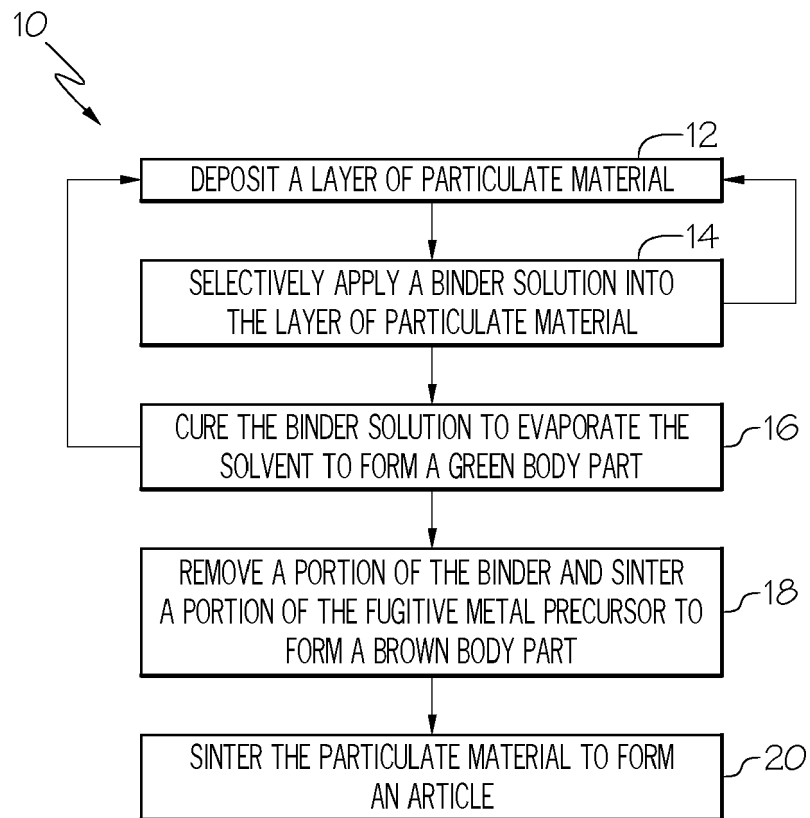 10
12
DEPOSIT A LAYER OF PARTICULATE MATERIAL
14
SELECTIVELY APPLY A BINDER SOLUTION INTO
THE LAYER OF PARTICULATE MATERIAL
CURE THE BINDER SOLUTION TO EVAPORATE THE
SOLVENT TO FORM A GREEN BODY PART
16
REMOVE A PORTION OF THE BINDER AND SINTER
A PORTION OF THE FUGITIVE METAL PRECURSOR TO
FORM A BROWN BODY PART
18
SINTER THE PARTICULATE MATERIAL TO FORM
AN ARTICLE
20